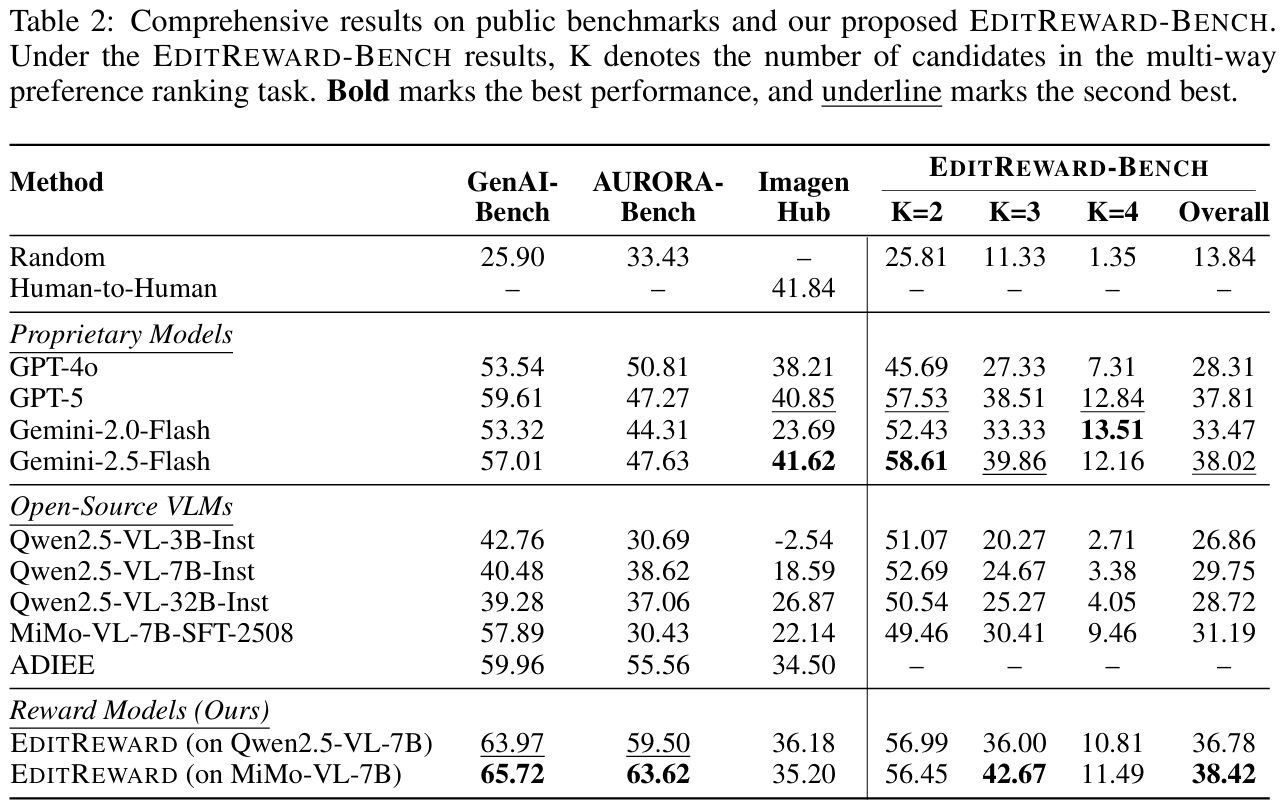 Table 2: Comprehensive results on public benchmarks and our proposed EDITREWARD-BENCH.
Under the EDITREWARD-BENCH results, K denotes the number of candidates in the multi-way
preference ranking task. Bold marks the best performance, and underline marks the second best.
Method GenAI-Bench AURORA-Bench Imagen Hub EDITREWARD-BENCH
K=2 K=3 K=4 Overall
Random 25.90 33.43 – 25.81 11.33 1.35 13.84
Human-to-Human – – 41.84 – – – –
Proprietary Models
GPT-4o 53.54 50.81 38.21 45.69 27.33 7.31 28.31
GPT-5 59.61 47.27 40.85 57.53 38.51 12.84 37.81
Gemini-2.0-Flash 53.32 44.31 23.69 52.43 33.33 13.51 33.47
Gemini-2.5-Flash 57.01 47.63 41.62 58.61 39.86 12.16 38.02
Open-Source VLMs
Qwen2.5-VL-3B-Inst 42.76 30.69 -2.54 51.07 20.27 2.71 26.86
Qwen2.5-VL-7B-Inst 40.48 38.62 18.59 52.69 24.67 3.38 29.75
Qwen2.5-VL-32B-Inst 39.28 37.06 26.87 50.54 25.27 4.05 28.72
MiMo-VL-7B-SFT-2508 57.89 30.43 22.14 49.46 30.41 9.46 31.19
ADIEE 59.96 55.56 34.50 – – – –
Reward Models (Ours)
EDITREWARD (on Qwen2.5-VL-7B) 63.97 59.50 36.18 56.99 36.00 10.81 36.78
EDITREWARD (on MiMo-VL-7B) 65.72 63.62 35.20 56.45 42.67 11.49 38.42